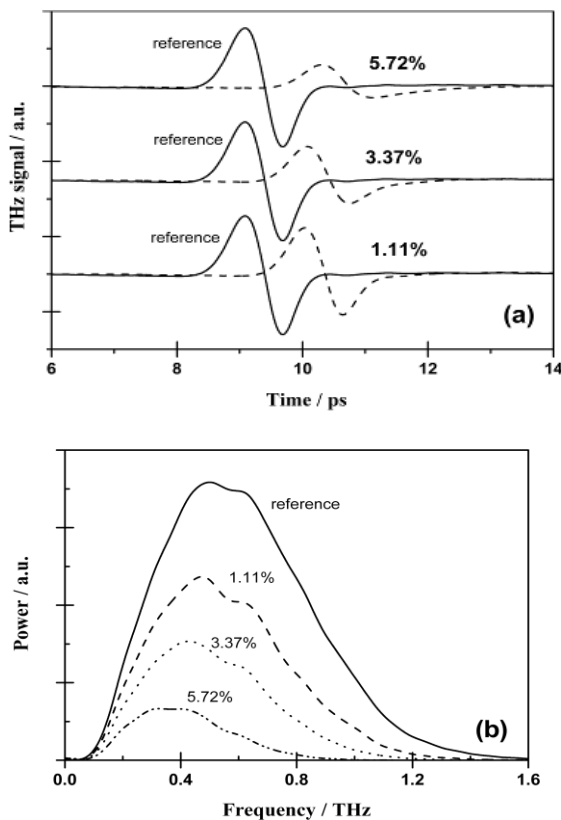 reference
5.72%
reference
3.37%
reference
1.11%
(a)
THz signal / a.u.
6 8 10 12 14
Time / ps
reference
1.11%
3.37%
5.72%
(b)
Power / a.u.
0.0 0.4 0.8 1.2 1.6
Frequency / THz